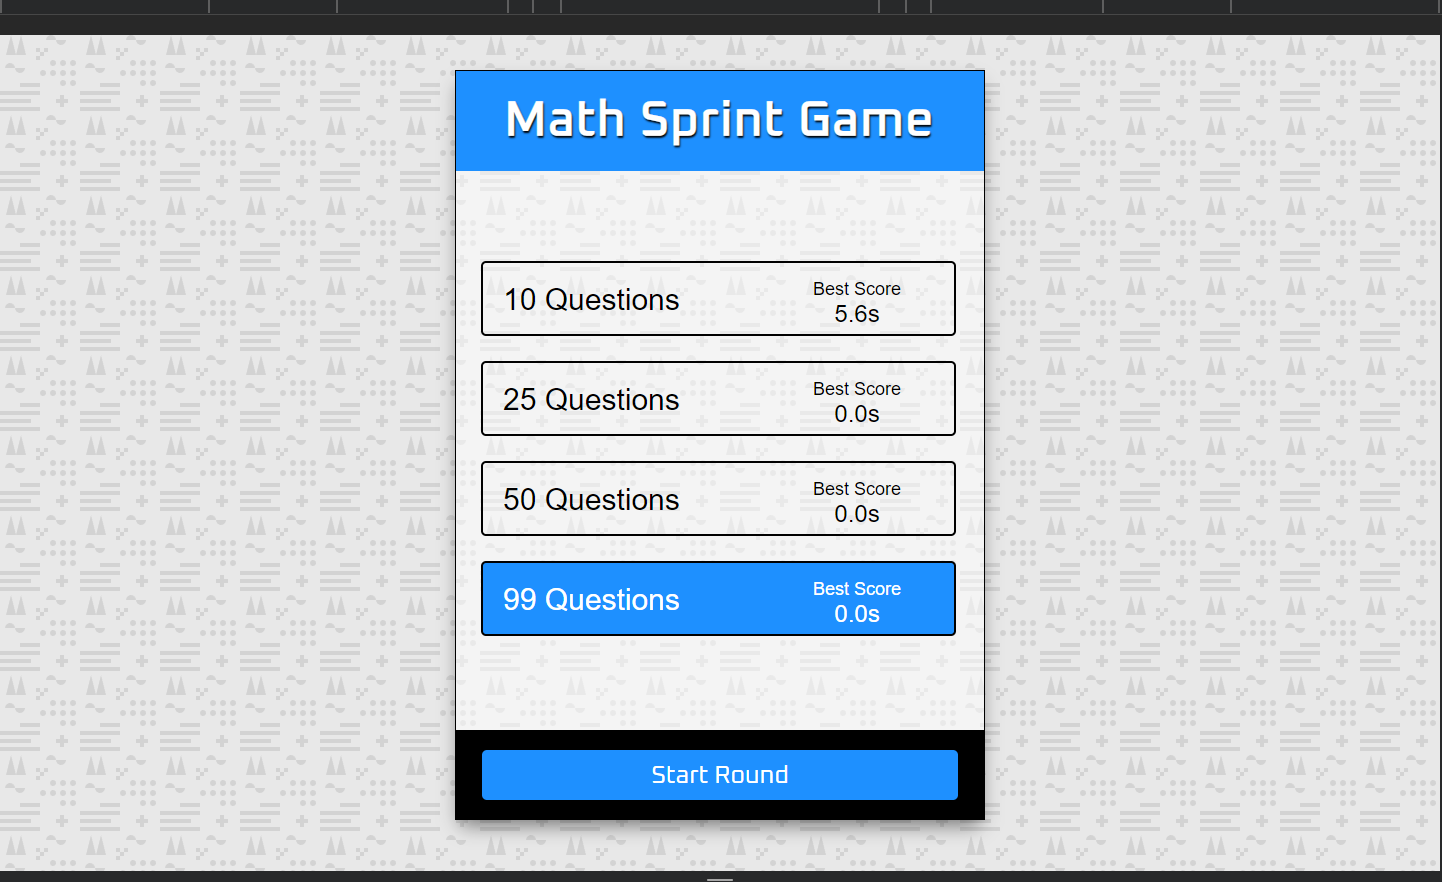 Math Sprint Game
10 Questions
Best Score
5.6s
25 Questions
Best Score
0.0s
50 Questions
Best Score
0.0s
99 Questions
Best Score
0.0s
Start Round